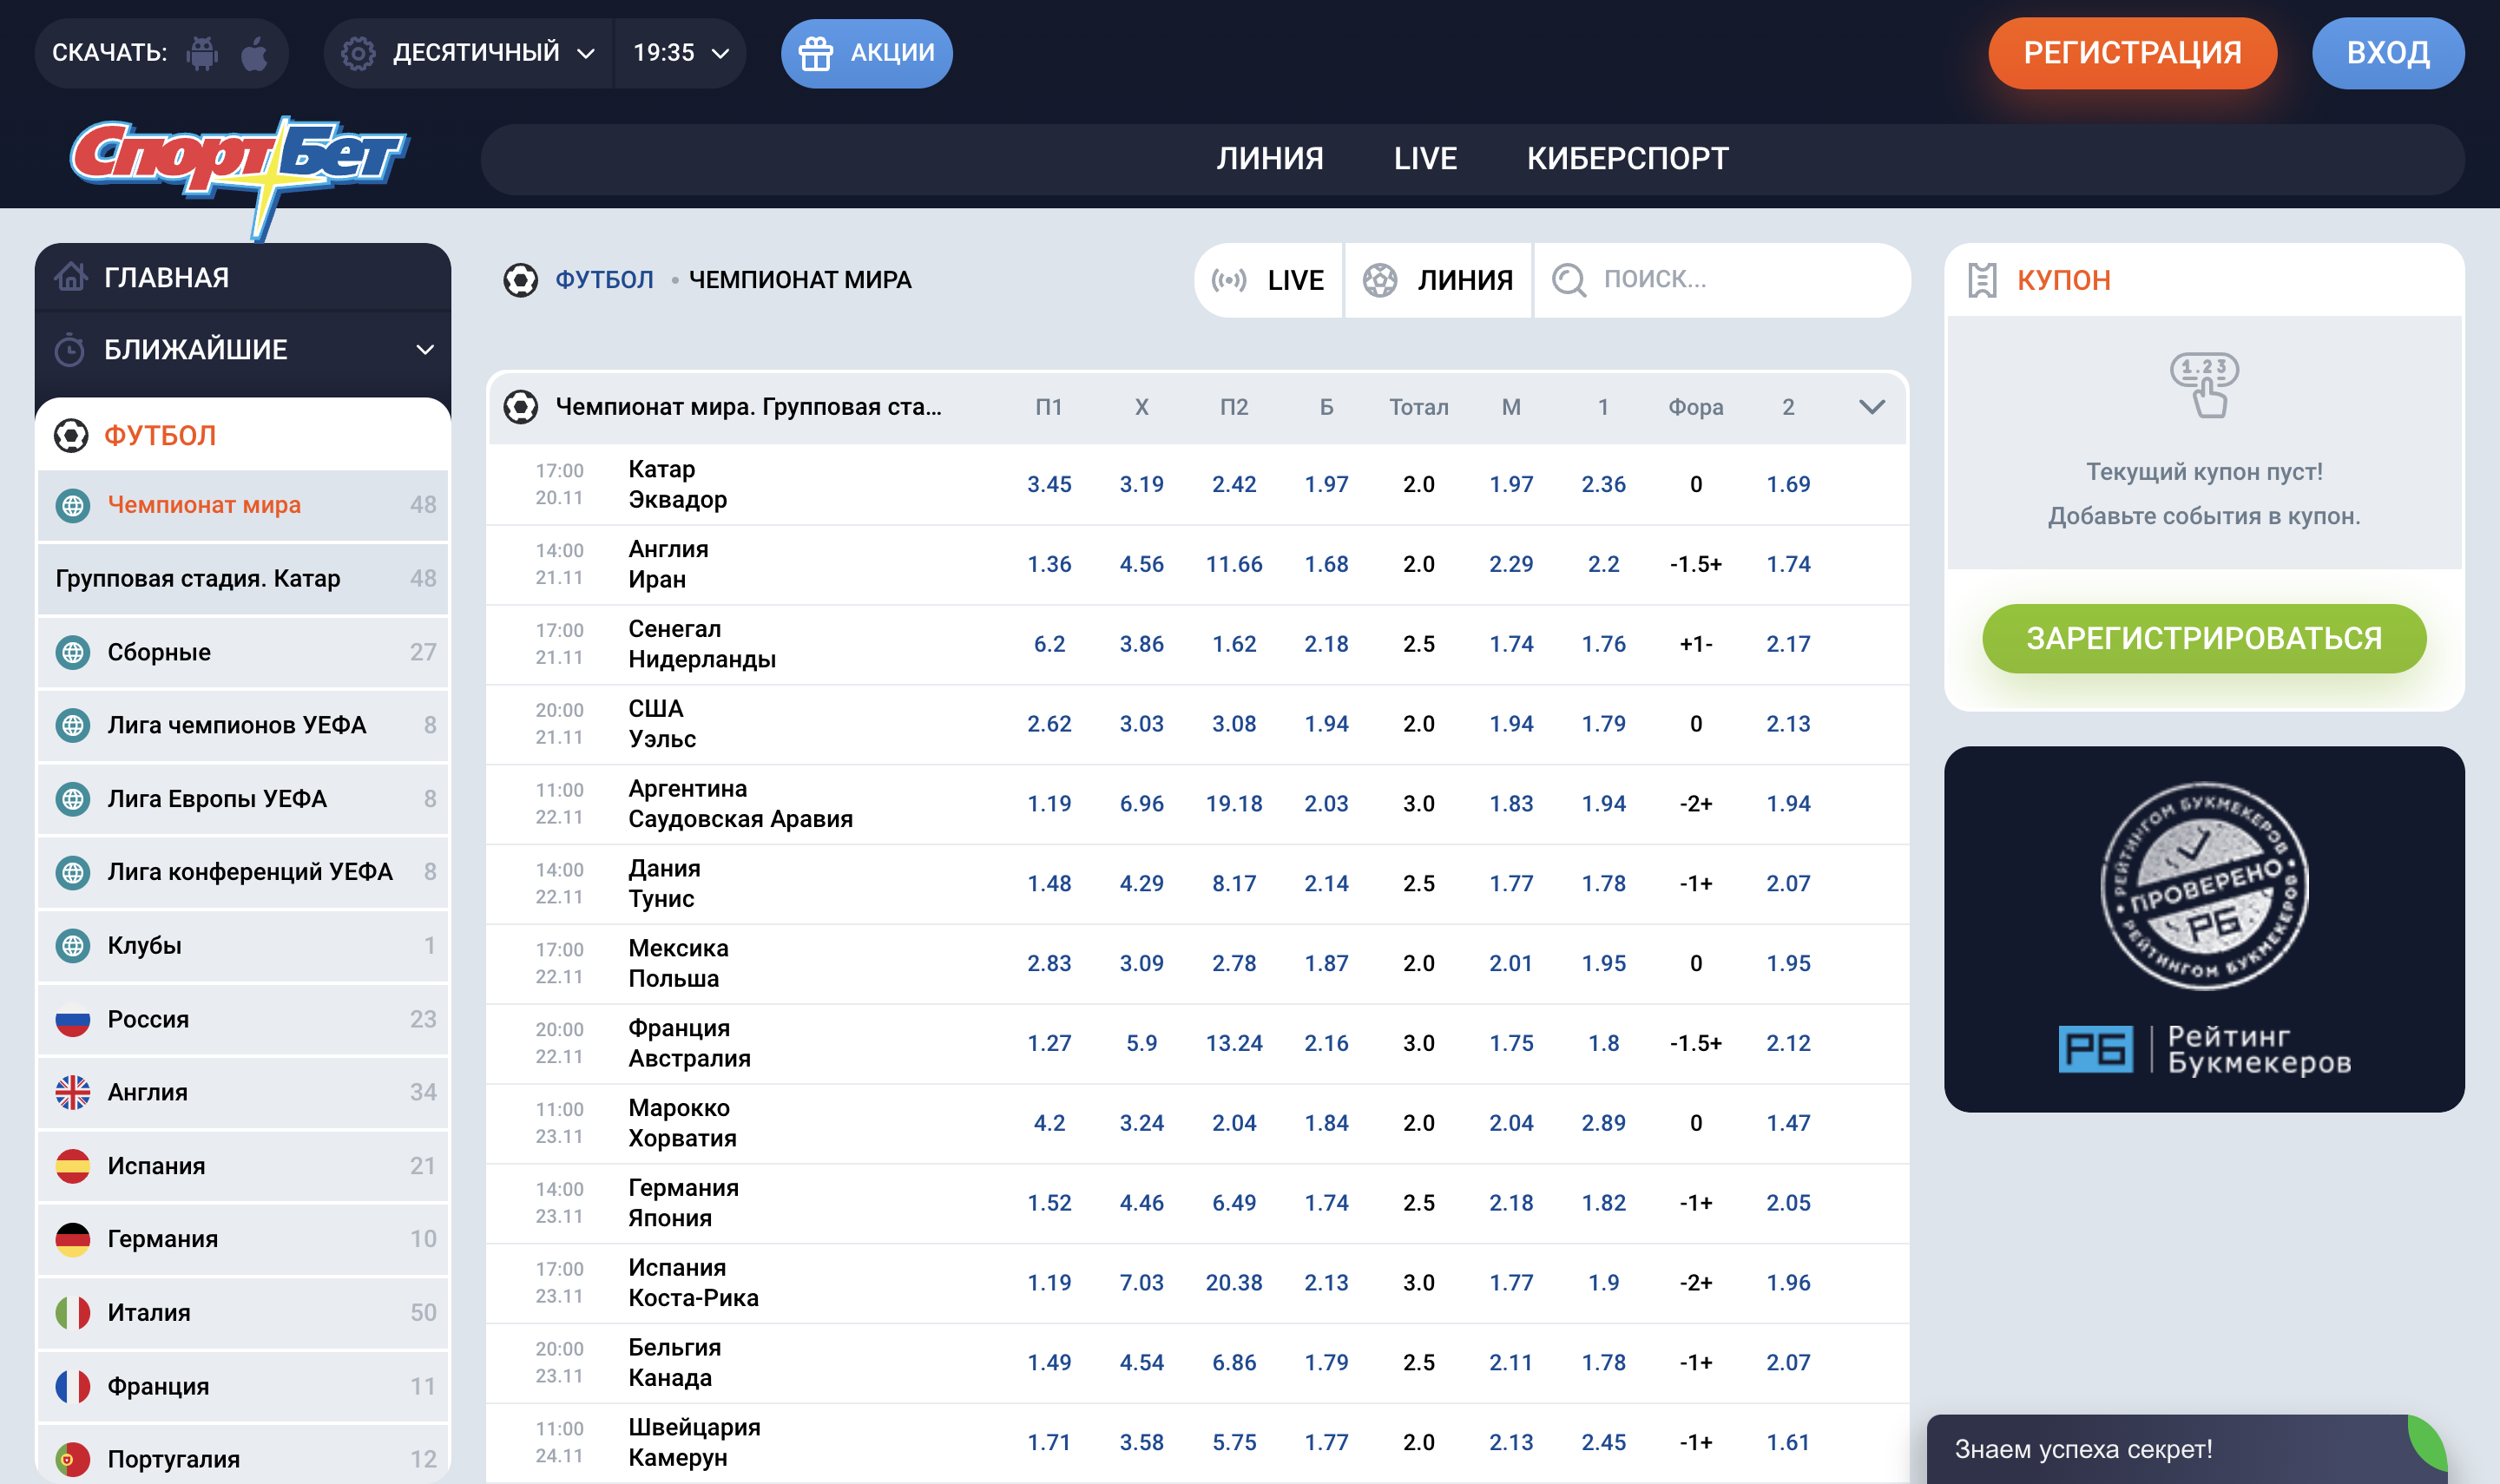 СКАЧАТЬ:
ДЕСЯТИЧНЫЙ
19:35
АКЦИИ
РЕГИСТРАЦИЯ
ВХОД
СпортБет
ЛИНИЯ LIVE КИБЕРСПОРТ
ГЛАВНАЯ
БЛИЖАЙШИЕ
ФУТБОЛ
Чемпионат мира 48
Групповая стадия. Катар 48
Сборные 27
Лига чемпионов УЕФА 8
Лига Европы УЕФА 8
Лига конференций УЕФА 8
Клубы 1
Россия 23
Англия 34
Испания 21
Германия 10
Италия 50
Франция 11
Португалия 12
ФУТБОЛ • ЧЕМПИОНАТ МИРА
LIVE
ЛИНИЯ
ПОИСК...
Чемпионат мира. Групповая ста... П1 X П2 Б Тотал М 1 Фора 2
17:00 Катар
20.11 Эквадор
3.45 3.19 2.42 1.97 2.0 1.97 2.36 0 1.69
14:00 Англия
21.11 Иран
1.36 4.56 11.66 1.68 2.0 2.29 2.2 -1.5+ 1.74
17:00 Сенегал
21.11 Нидерланды
6.2 3.86 1.62 2.18 2.5 1.74 1.76 +1- 2.17
20:00 США
21.11 Уэльс
2.62 3.03 3.08 1.94 2.0 1.94 1.79 0 2.13
11:00 Аргентина
22.11 Саудовская Аравия
1.19 6.96 19.18 2.03 3.0 1.83 1.94 -2+ 1.94
14:00 Дания
22.11 Тунис
1.48 4.29 8.17 2.14 2.5 1.77 1.78 -1+ 2.07
17:00 Мексика
22.11 Польша
2.83 3.09 2.78 1.87 2.0 2.01 1.95 0 1.95
20:00 Франция
22.11 Австралия
1.27 5.9 13.24 2.16 3.0 1.75 1.8 -1.5+ 2.12
11:00 Марокко
23.11 Хорватия
4.2 3.24 2.04 1.84 2.0 2.04 2.89 0 1.47
14:00 Германия
23.11 Япония
1.52 4.46 6.49 1.74 2.5 2.18 1.82 -1+ 2.05
17:00 Испания
23.11 Коста-Рика
1.19 7.03 20.38 2.13 3.0 1.77 1.9 -2+ 1.96
20:00 Бельгия
23.11 Канада
1.49 4.54 6.86 1.79 2.5 2.11 1.78 -1+ 2.07
11:00 Швейцария
24.11 Камерун
1.71 3.58 5.75 1.77 2.0 2.13 2.45 -1+ 1.61
КУПОН
1.23
Текущий купон пуст!
Добавьте события в купон.
ЗАРЕГИСТРИРОВАТЬСЯ
РЕЙТИНГОМ БУКМЕКЕРОВ
ПРОВЕРЕНО
РБ
РЕЙТИНГОМ БУКМЕКЕРОВ
РБ
Рейтинг
Букмекеров
Знаем успеха секрет!